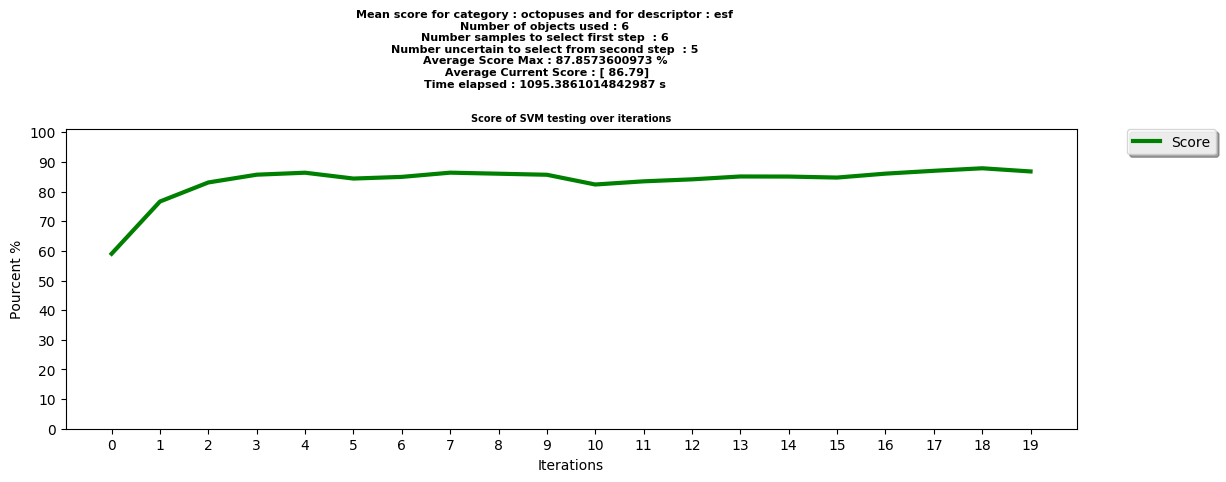 Mean score for category : octopuses and for descriptor : esf
Number of objects used : 6
Number samples to select first step  : 6
Number uncertain to select from second step  : 5
Average Score Max : 87.8573600973 %
Average Current Score : [ 86.79]
Time elapsed : 1095.3861014842987 s
Score of SVM testing over iterations
Score
100
90
80
70
60
50
40
30
20
10
0
Pourcent %
0 1 2 3 4 5 6 7 8 9 10 11 12 13 14 15 16 17 18 19
Iterations